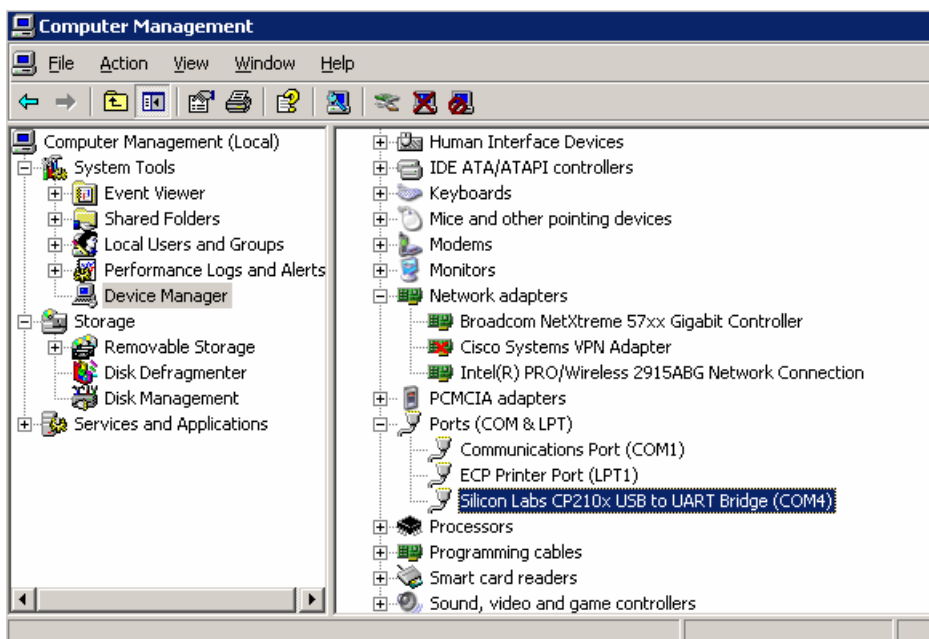 Computer Management
File Action View Window Help
Computer Management (Local)
System Tools
Event Viewer
Shared Folders
Local Users and Groups
Performance Logs and Alerts
Device Manager
Storage
Removable Storage
Disk Defragmenter
Disk Management
Services and Applications
Human Interface Devices
IDE ATA/ATAPI controllers
Keyboards
Mice and other pointing devices
Modems
Monitors
Network adapters
Broadcom NetXtreme 57xx Gigabit Controller
Cisco Systems VPN Adapter
Intel(R) PRO/Wireless 2915ABG Network Connection
PCMCIA adapters
Ports (COM & LPT)
Communications Port (COM1)
ECP Printer Port (LPT1)
Silicon Labs CP210x USB to UART Bridge (COM4)
Processors
Programming cables
Smart card readers
Sound, video and game controllers